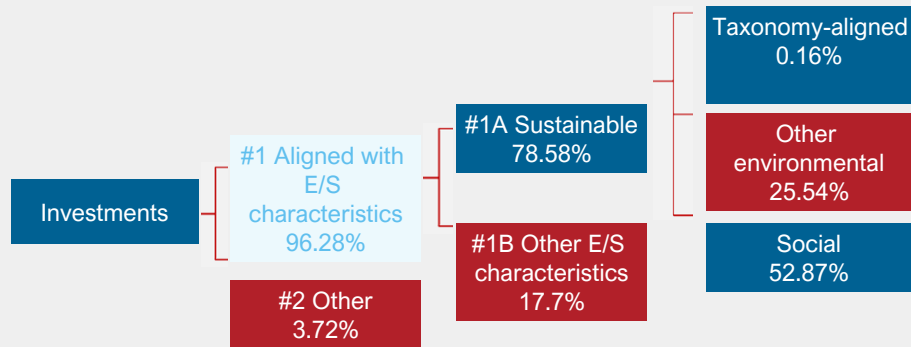 Investments
#1 Aligned with
E/S
characteristics
96.28%
#2 Other
3.72%
#1A Sustainable
78.58%
#1B Other E/S
characteristics
17.7%
Taxonomy-aligned
0.16%
Other
environmental
25.54%
Social
52.87%